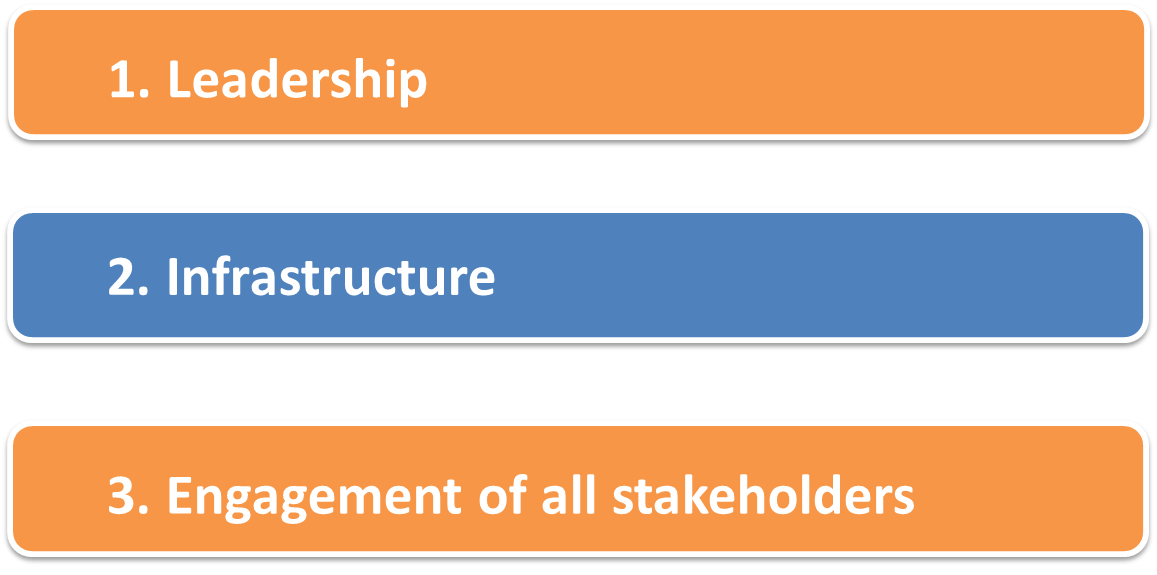 1. Leadership
2. Infrastructure
3. Engagement of all stakeholders